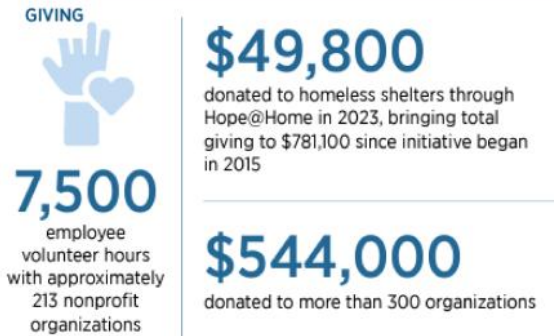 GIVING
7,500
employee
volunteer hours
with approximately
213 nonprofit
organizations
$49,800
donated to homeless shelters through
Hope@Home in 2023, bringing total
giving to $781,100 since initiative began
in 2015
$544,000
donated to more than 300 organizations